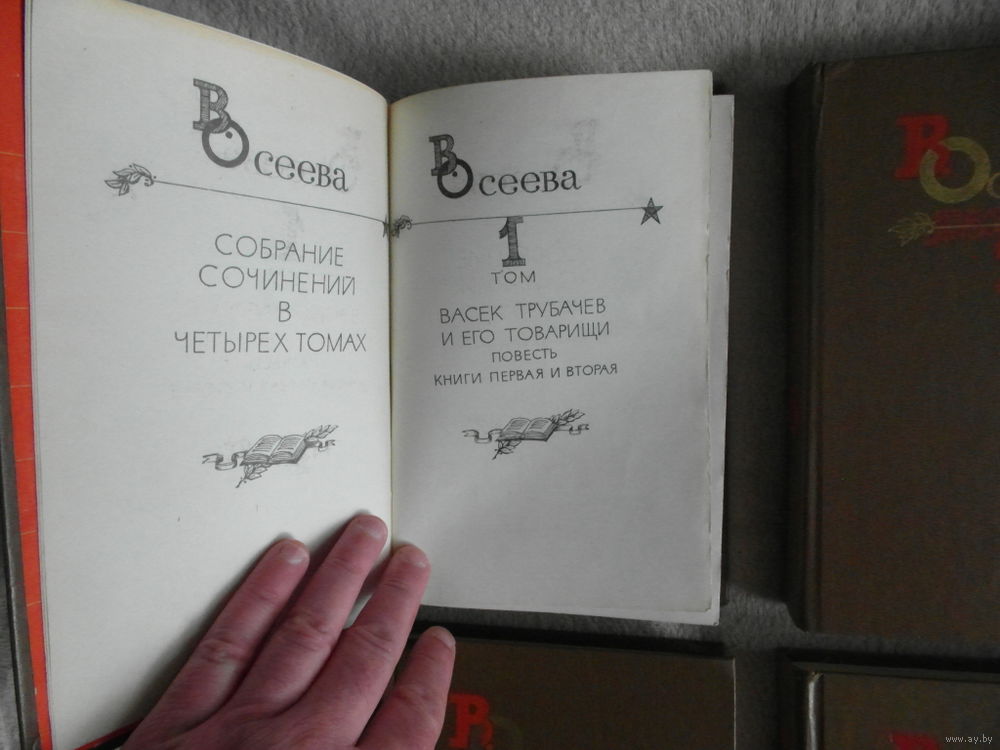 В Осеева
СОБРАНИЕ
СОЧИНЕНИЙ
В
ЧЕТЫРЕХ ТОМАХ
В Осеева
1
ТОМ
ВАСЕК ТРУБАЧЕВ
И ЕГО ТОВАРИЩИ
ПОВЕСТЬ
КНИГИ ПЕРВАЯ И ВТОРАЯ
В Ос
В
www.ay.by